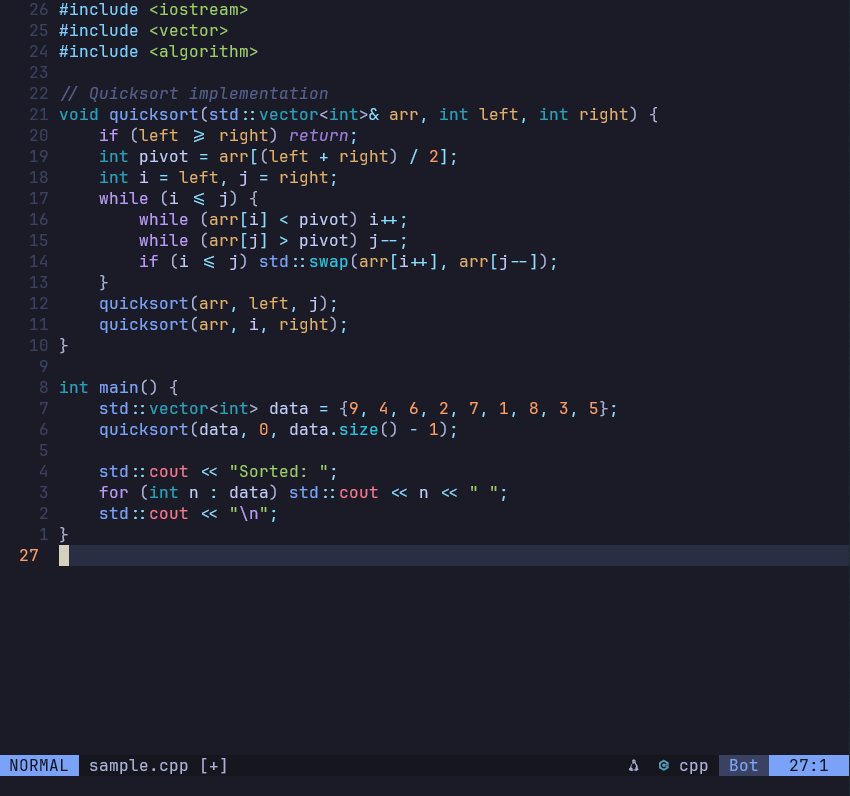 26 #include <iostream>
25 #include <vector>
24 #include <algorithm>
23
22 // Quicksort implementation
21 void quicksort(std::vector<int>& arr, int left, int right) {
20     if (left >= right) return;
19     int pivot = arr[(left + right) / 2];
18     int i = left, j = right;
17     while (i <= j) {
16         while (arr[i] < pivot) i++;
15         while (arr[j] > pivot) j--;
14         if (i <= j) std::swap(arr[i++], arr[j--]);
13     }
12     quicksort(arr, left, j);
11     quicksort(arr, i, right);
10 }
9
8 int main() {
7     std::vector<int> data = {9, 4, 6, 2, 7, 1, 8, 3, 5};
6     quicksort(data, 0, data.size() - 1);
5
4     std::cout << "Sorted: ";
3     for (int n : data) std::cout << n << " ";
2     std::cout << "\n";
1 }
27
NORMAL sample.cpp [+] cpp Bot 27:1